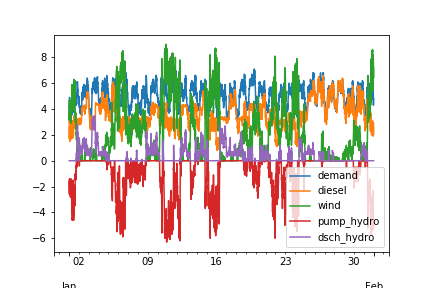 8
6
4
2
0
−2
−4
−6
demand
diesel
wind
pump_hydro
dsch_hydro
02 09 16 23 30
Jan Feb